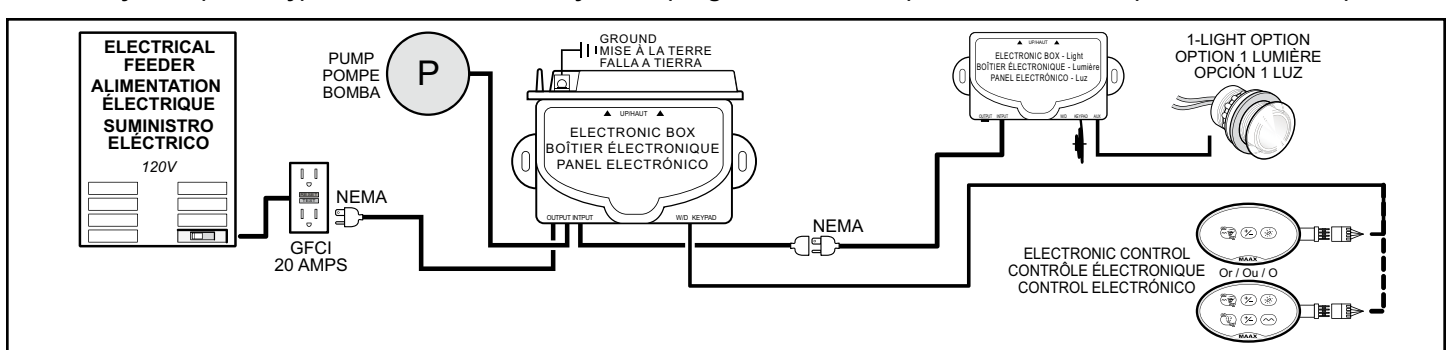 ELECTRICAL
FEEDER
ALIMENTATION
ÉLECTRIQUE
SUMINISTRO
ELÉCTRICO
120V
NEMA
GFCI
20 AMPS
PUMP
POMPE
BOMBA
P
GROUND
MISE À LA TERRE
FALLA A TIERRA
UP/HAUT
ELECTRONIC BOX
BOÎTIER ÉLECTRONIQUE
PANEL ELECTRÓNICO
OUTPUT INTPUT W/D KEYPAD
NEMA
UP/HAUT
ELECTRONIC BOX - Light
BOÎTIER ÉLECTRONIQUE - Lumière
PANEL ELECTRÓNICO - Luz
OUTPUT INTPUT W/D KEYPAD AUX
1-LIGHT OPTION
OPTION 1 LUMIÈRE
OPCIÓN 1 LUZ
ELECTRONIC CONTROL
CONTRÔLE ÉLECTRONIQUE
CONTROL ELECTRÓNICO
MAAX
Or / Ou / O
MAAX